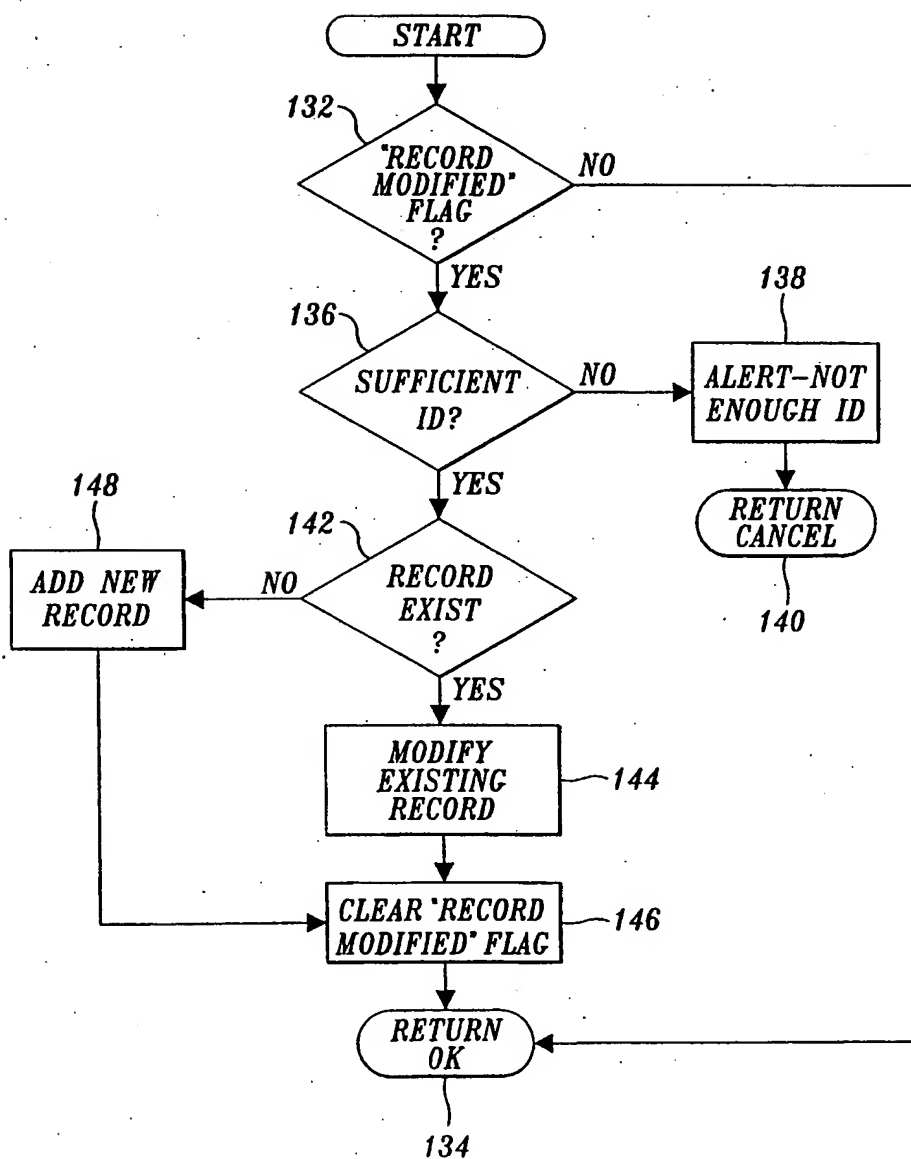 START
132
"RECORD
MODIFIED"
FLAG
?
NO
YES
138
136
SUFFICIENT
ID?
NO
ALERT-NOT
ENOUGH ID
YES
148
142
RETURN
CANCEL
ADD NEW
RECORD
NO
RECORD
EXIST
?
140
YES
MODIFY
EXISTING
RECORD
144
CLEAR "RECORD
MODIFIED" FLAG
146
RETURN
OK
134